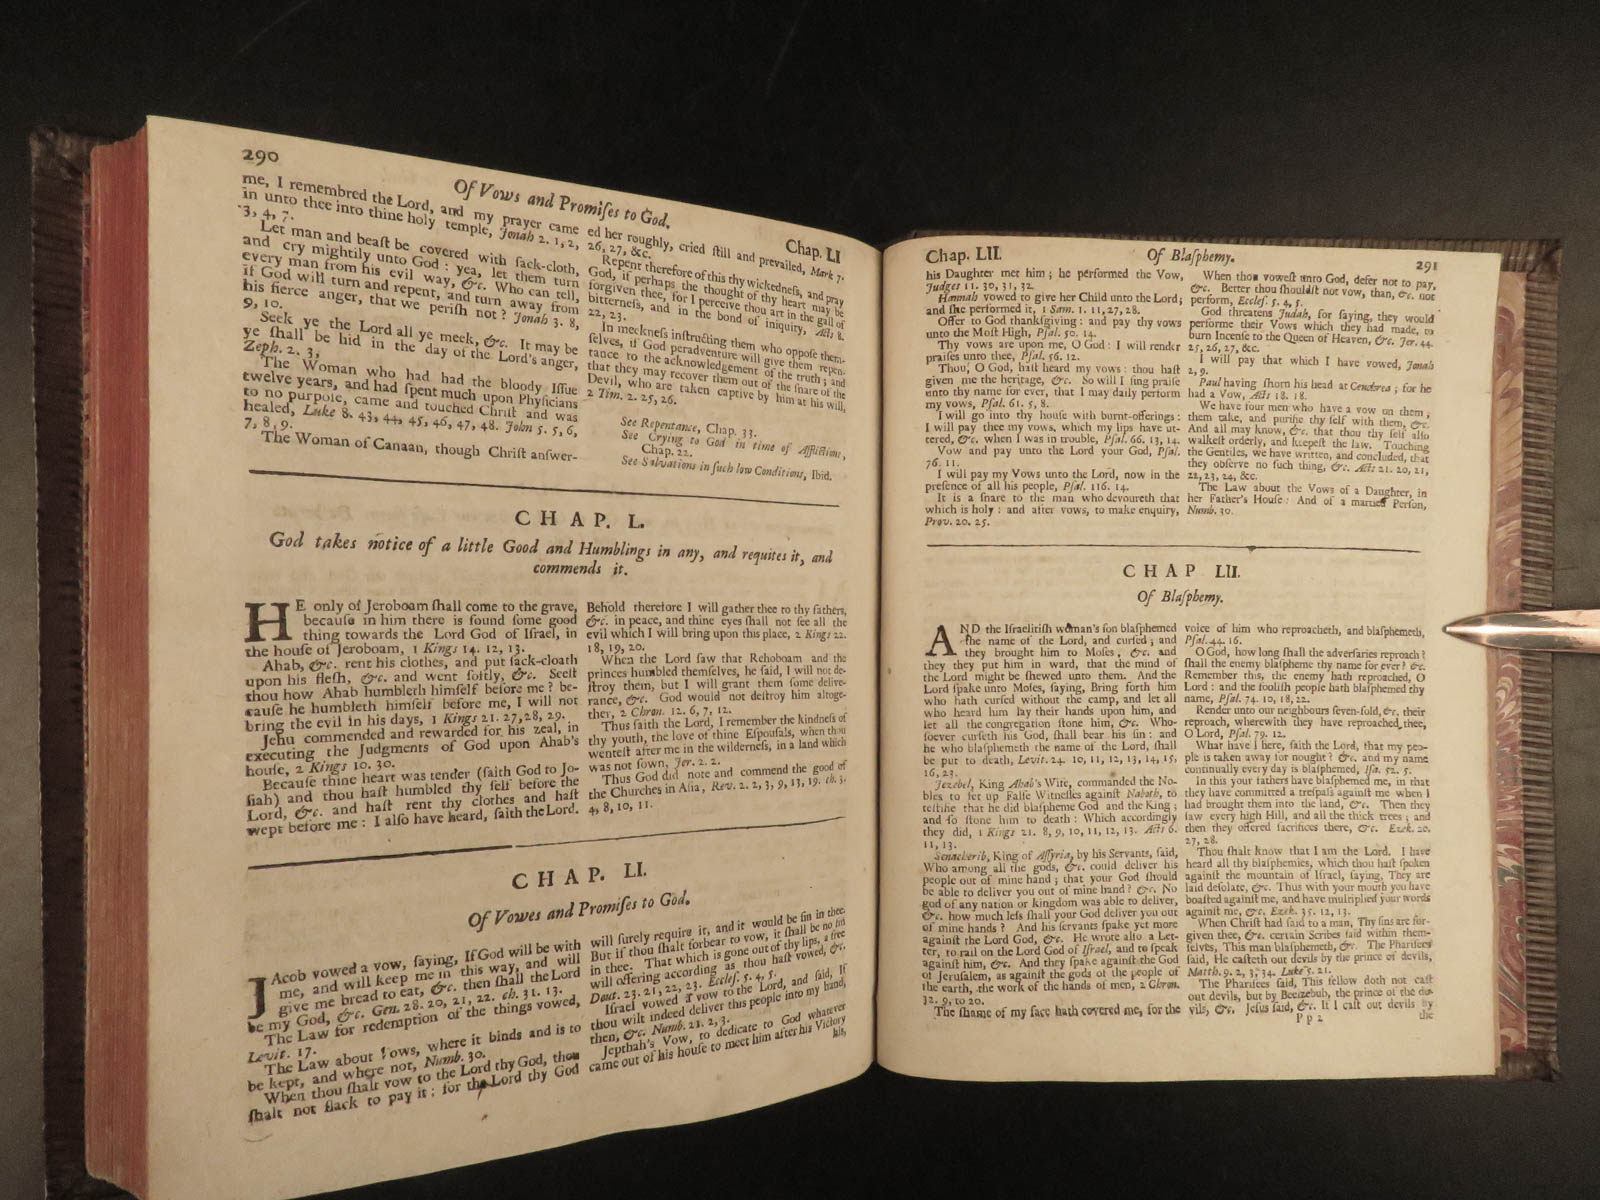 290
Of Vows and Promiſes to God.
Chap. LI
me, I remembred the Lord, and my prayer came
in unto thee into thine holy temple, Jonah 2. 1, 2,
3, 4, 7.
Let man and beaſt be covered with ſack-cloth,
and cry mightily unto God : yea, let them turn
every man from his evil way, &c. Who can tell,
if God will turn and repent, and turn away from
his fierce anger, that we periſh not ? Jonah 3. 8,
9, 10.
Seek ye the Lord all ye meek, &c. It may be
ye ſhall be hid in the day of the Lord's anger,
Zeph. 2. 3,
The Woman who had had the bloody Iſſue
twelve years, and had ſpent much upon Phyſicians
to no purpoſe, came and touched Chriſt and was
healed, Luke 8. 43, 44, 45, 46, 47, 48. John 5. 5, 6,
7, 8, 9.
The Woman of Canaan, though Chriſt anſwer-
ed her roughly, cried ſtill and prevailed, Mark 7.
26, 27, &c.
Repent therefore of this thy wickedneſs, and pray
God, if perhaps the thought of thy heart may be
forgiven thee, for I perceive thou art in the gall of
bitterneſs, and in the bond of iniquity, Acts 8.
22, 23.
In meekneſs inſtructing them who oppoſe them-
ſelves, if God peradventure will give them repen-
tance to the acknowledgement of the truth ; and
that they may recover them out of the ſnare of the
Devil, who are taken captive by him at his will,
2 Tim. 2. 25, 26.
See Repentance, Chap. 33.
See Crying to God in time of Affliction,
Chap. 22.
See Salvations in ſuch low Conditions, Ibid.
CHAP. L.
God takes notice of a little Good and Humblings in any, and requites it, and
commends it.
HE only of Jeroboam ſhall come to the grave,
becauſe in him there is found ſome good
thing towards the Lord God of Iſrael, in
the houſe of Jeroboam, 1 Kings 14. 12, 13.
Ahab, &c. rent his clothes, and put ſack-cloath
upon his fleſh, &c. and went ſoftly, &c. Seeſt
thou how Ahab humbleth himſelf before me ? be-
cauſe he humbleth himſelf before me, I will not
bring the evil in his days, 1 Kings 21. 27, 28, 29.
Jehu commended and rewarded for his zeal, in
executing the Judgments of God upon Ahab's
houſe, 2 Kings 10. 30.
Becauſe thine heart was tender (ſaith God to Jo-
ſiah) and thou haſt humbled thy ſelf before the
Lord, &c. and haſt rent thy clothes and haſt
wept before me : I alſo have heard, ſaith the Lord.
Behold therefore I will gather thee to thy fathers,
&c. in peace, and thine eyes ſhall not ſee all the
evil which I will bring upon this place, 2 Kings 22.
18, 19, 20.
When the Lord ſaw that Rehoboam and the
princes humbled themſelves, he ſaid, I will not de-
ſtroy them, but I will grant them ſome delive-
rance, &c. God would not deſtroy him altoge-
ther, 2 Chron. 12. 6, 7, 12.
Thus ſaith the Lord, I remember the kindneſs of
thy youth, the love of thine Eſpouſals, when thou
wenteſt after me in the wilderneſs, in a land which
was not ſown, Jer. 2. 2.
Thus God did note and commend the good of
the Churches in Aſia, Rev. 2. 2, 3, 9, 13, 19. ch. 3.
4, 8, 10, 11.
CHAP. LI.
Of Vowes and Promiſes to God.
JAcob vowed a vow, ſaying, If God will be with
me, and will keep me in this way, and will
give me bread to eat, &c. then ſhall the Lord
be my God, &c. Gen. 28. 20, 21, 22. ch. 31. 13.
The Law for redemption of the things vowed,
Levit. 17.
The Law about Vows, where it binds and is to
be kept, and where not, Numb. 30.
When thou ſhalt vow to the Lord thy God, thou
ſhalt not ſlack to pay it ; for the Lord thy God
will ſurely require it, and it would be ſin in thee.
But if thou ſhalt forbear to vow, it ſhall be no ſin
in thee. That which is gone out of thy lips, a free
will offering according as thou haſt vowed, &c.
Deut. 23. 21, 22, 23. Eccleſ. 5. 4, 5.
Iſrael vowed a vow to the Lord, and ſaid, If
thou wilt indeed deliver this people into my hand,
then, &c. Numb. 21. 2, 3.
Jepthah's Vow, to dedicate to God whatever
came out of his houſe to meet him after his Victory
his,
Chap. LII.
Of Blaſphemy.
291
his Daughter met him ; he performed the Vow,
Judges 11. 30, 31, 32.
Hannah vowed to give her Child unto the Lord ;
and ſhe performed it, 1 Sam. 1. 11, 27, 28.
Offer to God thankſgiving : and pay thy vows
unto the Moſt High, Pſal. 50. 14.
Thy vows are upon me, O God : I will render
praiſes unto thee, Pſal. 56. 12.
Thou, O God, haſt heard my vows : thou haſt
given me the heritage, &c. So will I ſing praiſe
unto thy name for ever, that I may daily perform
my vows, Pſal. 61. 5, 8.
I will go into thy houſe with burnt-offerings :
I will pay thee my vows, which my lips have ut-
tered, &c. when I was in trouble, Pſal. 66. 13, 14.
Vow and pay unto the Lord your God, Pſal.
76. 11.
I will pay my Vows unto the Lord, now in the
preſence of all his people, Pſal. 116. 14.
It is a ſnare to the man who devoureth that
which is holy : and after vows, to make enquiry,
Prov. 20. 25.
When thou voweſt unto God, defer not to pay,
&c. Better thou ſhouldſt not vow, than, &c. not
perform, Eccleſ. 5. 4, 5.
God threatens Judah, for ſaying, they would
performe their Vows which they had made, to
burn Incenſe to the Queen of Heaven, &c. Jer. 44.
25, 26, 27, &c.
I will pay that which I have vowed, Jonah
2, 9.
Paul having ſhorn his head at Cenchrea ; for he
had a Vow, Acts 18. 18.
We have four men who have a vow on them ;
them take, and purifie thy ſelf with them, &c.
And all may know, &c. that thou thy ſelf alſo
walkeſt orderly, and keepeſt the law. Touching
the Gentiles, we have written, and concluded, that
they obſerve no ſuch thing, &c. Acts 21. 20, 21,
22, 23, 24, &c.
The Law about the Vows of a Daughter, in
her Father's Houſe : And of a married Perſon,
Numb. 30.
CHAP LII.
Of Blaſphemy.
AND the Iſraelitiſh woman's ſon blaſphemed
the name of the Lord, and curſed ; and
they brought him to Moſes, &c. and
they they put him in ward, that the mind of
the Lord might be ſhewed unto them. And the
Lord ſpake unto Moſes, ſaying, Bring forth him
who hath curſed without the camp, and let all
who heard him lay their hands upon him, and
let all the congregation ſtone him, &c. Who-
ſoever curſeth his God, ſhall bear his ſin : and
he who blaſphemeth the name of the Lord, ſhall
be put to death, Levit. 24. 10, 11, 12, 13, 14, 15,
16, 23.
Jezebel, King Ahab's Wife, commanded the No-
bles to ſet up Falſe Witneſſes againſt Naboth, to
teſtifie that he did blaſpheme God and the King ;
and ſo ſtone him to death : Which accordingly
they did, 1 Kings 21. 8, 9, 10, 11, 12, 13. Acts 6.
11, 13.
Senacherib, King of Aſſyria, by his Servants, ſaid,
Who among all the gods, &c. could deliver his
people out of mine hand ; that your God ſhould
be able to deliver you out of mine hand ? &c. No
god of any nation or kingdom was able to deliver,
&c. how much leſs ſhall your God deliver you out
of mine hands ? And his ſervants ſpake yet more
againſt the Lord God, &c. He wrote alſo a Let-
ter, to rail on the Lord God of Iſrael, and to ſpeak
againſt him, &c. And they ſpake againſt the God
of Jeruſalem, as againſt the gods of the people of
the earth, the work of the hands of men, 2 Chron.
32. 9, to 20.
The ſhame of my face hath covered me, for the
voice of him who reproacheth, and blaſphemeth,
Pſal. 44. 16.
O God, how long ſhall the adverſaries reproach ?
ſhall the enemy blaſpheme thy name for ever ? &c.
Remember this, the enemy hath reproached, O
Lord : and the fooliſh people hath blaſphemed thy
name, Pſal. 74. 10, 18, 22.
Render unto our neighbours ſeven-fold, &c. their
reproach, wherewith they have reproached thee,
O Lord, Pſal. 79. 12.
What have I here, ſaith the Lord, that my peo-
ple is taken away for nought ? &c. and my name
continually every day is blaſphemed, Iſa. 52. 5.
In this your fathers have blaſphemed me, in that
they have committed a treſpaſs againſt me when I
had brought them into the land, &c. Then they
ſaw every high Hill, and all the thick trees ; and
then they offered ſacrifices there, &c. Ezek. 20.
27, 28.
Thou ſhalt know that I am the Lord. I have
heard all thy blaſphemies, which thou haſt ſpoken
againſt the mountain of Iſrael, ſaying, They are
laid deſolate, &c. Thus with your mouth you have
boaſted againſt me, and have multiplied your words
againſt me, &c. Ezek. 35. 12, 13.
When Chriſt had ſaid to a man, Thy ſins are for-
given thee, &c. certain Scribes ſaid within them-
ſelves, This man blaſphemeth, &c. The Phariſees
ſaid, He caſteth out devils by the prince of devils,
Matth. 9. 2, 3, 34. Luke 5. 21.
The Phariſees ſaid, This fellow doth not caſt
out devils, but by Beelzebub, the prince of the de-
vils, &c. Jeſus ſaid, &c. If I caſt out devils by
Pp2
the